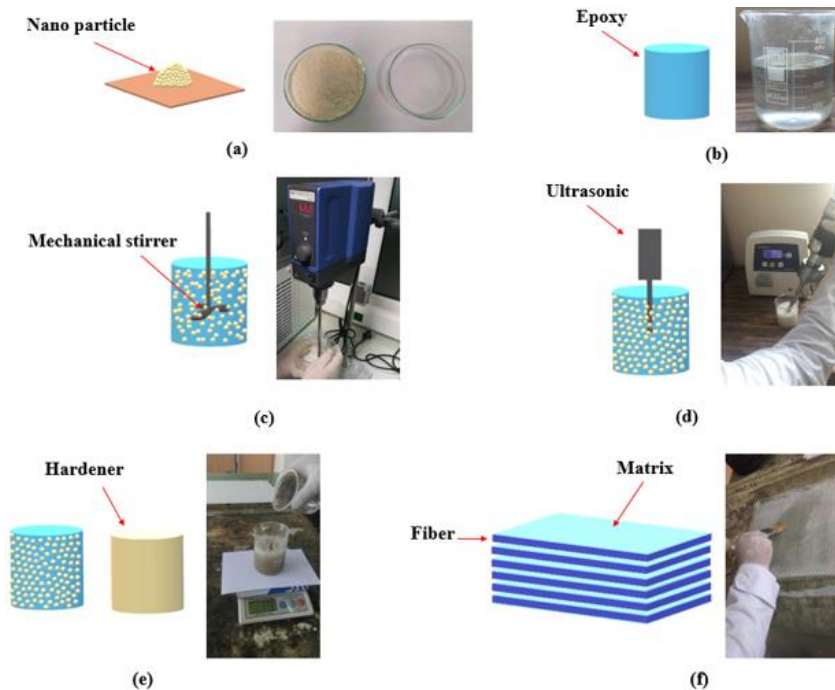 Nano particle
(a)
Epoxy
(b)
Mechanical stirrer
(c)
Ultrasonic
(d)
Hardener
(e)
Matrix
Fiber
(f)